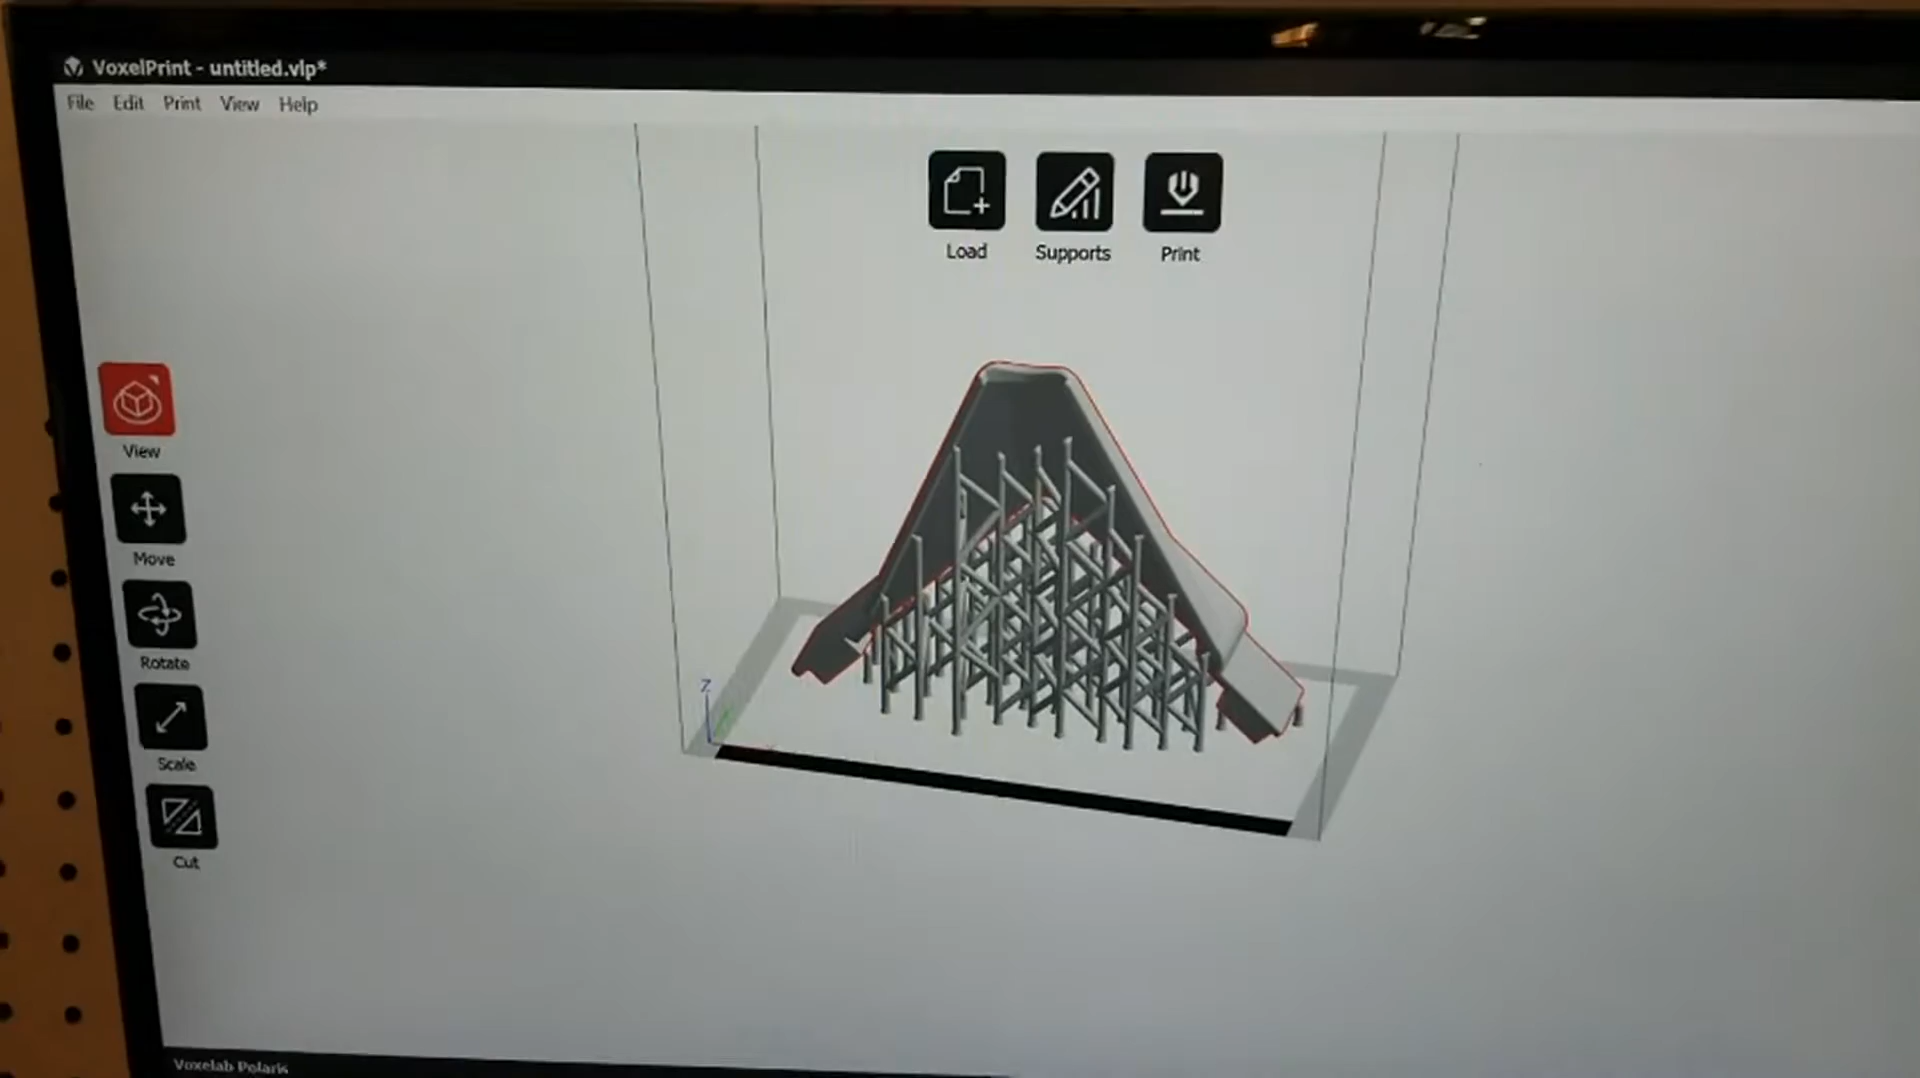 VoxelPrint - untitled.vlp*
File Edit Print View Help
Load Supports Print
View
Move
Rotate
Scale
Cut
Z
Voxelab Polaris